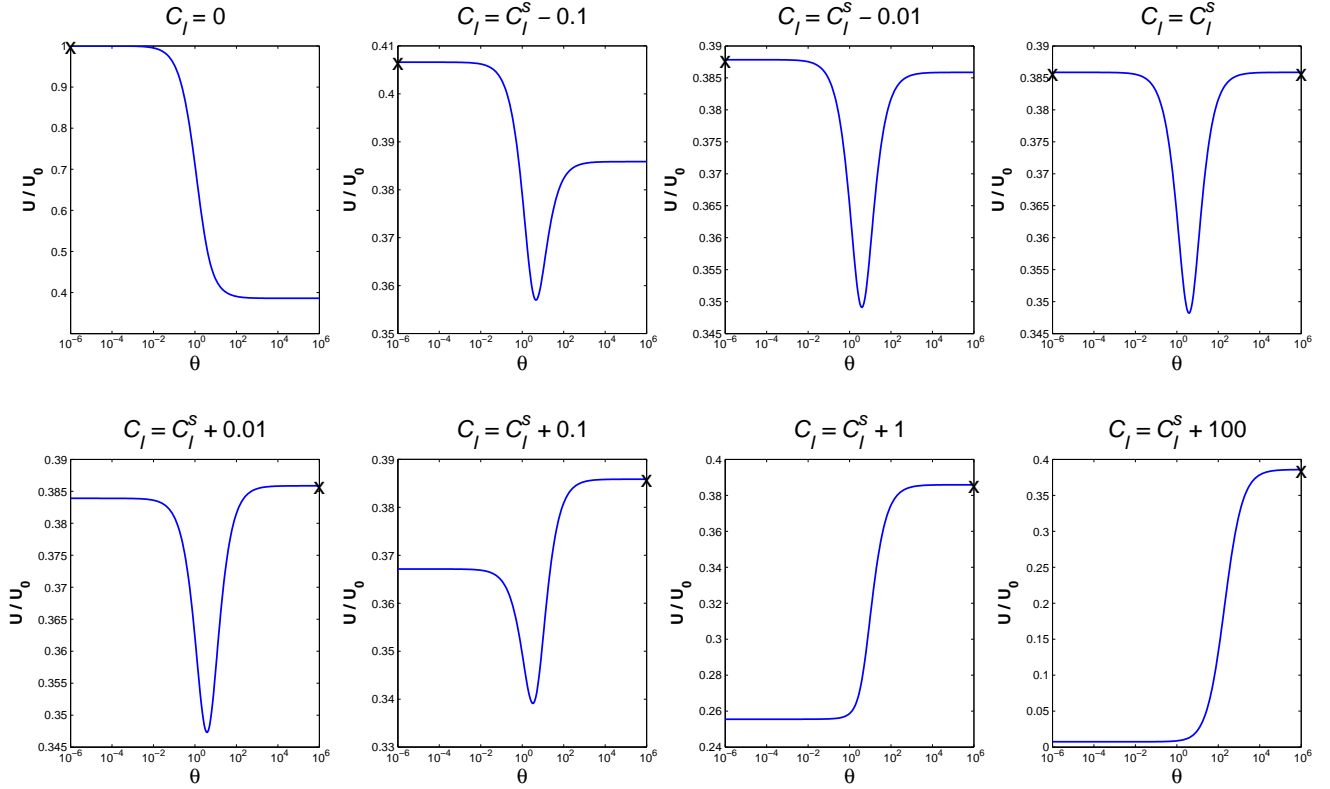 C_l = 0
C_l = C_l^S − 0.1
C_l = C_l^S − 0.01
C_l = C_l^S
U / U_0
1
0.9
0.8
0.7
0.6
0.5
0.4
x
10^−6 10^−4 10^−2 10^0 10^2 10^4 10^6
θ
U / U_0
0.41
0.4
0.39
0.38
0.37
0.36
0.35
x
10^−6 10^−4 10^−2 10^0 10^2 10^4 10^6
θ
U / U_0
0.39
0.385
0.38
0.375
0.37
0.365
0.36
0.355
0.35
0.345
x
10^−6 10^−4 10^−2 10^0 10^2 10^4 10^6
θ
U / U_0
0.39
0.385
0.38
0.375
0.37
0.365
0.36
0.355
0.35
0.345
x x
10^−6 10^−4 10^−2 10^0 10^2 10^4 10^6
θ
C_l = C_l^S + 0.01
C_l = C_l^S + 0.1
C_l = C_l^S + 1
C_l = C_l^S + 100
U / U_0
0.39
0.385
0.38
0.375
0.37
0.365
0.36
0.355
0.35
0.345
x
10^−6 10^−4 10^−2 10^0 10^2 10^4 10^6
θ
U / U_0
0.39
0.38
0.37
0.36
0.35
0.34
0.33
x
10^−6 10^−4 10^−2 10^0 10^2 10^4 10^6
θ
U / U_0
0.4
0.38
0.36
0.34
0.32
0.3
0.28
0.26
0.24
x
10^−6 10^−4 10^−2 10^0 10^2 10^4 10^6
θ
U / U_0
0.4
0.35
0.3
0.25
0.2
0.15
0.1
0.05
0
x
10^−6 10^−4 10^−2 10^0 10^2 10^4 10^6
θ